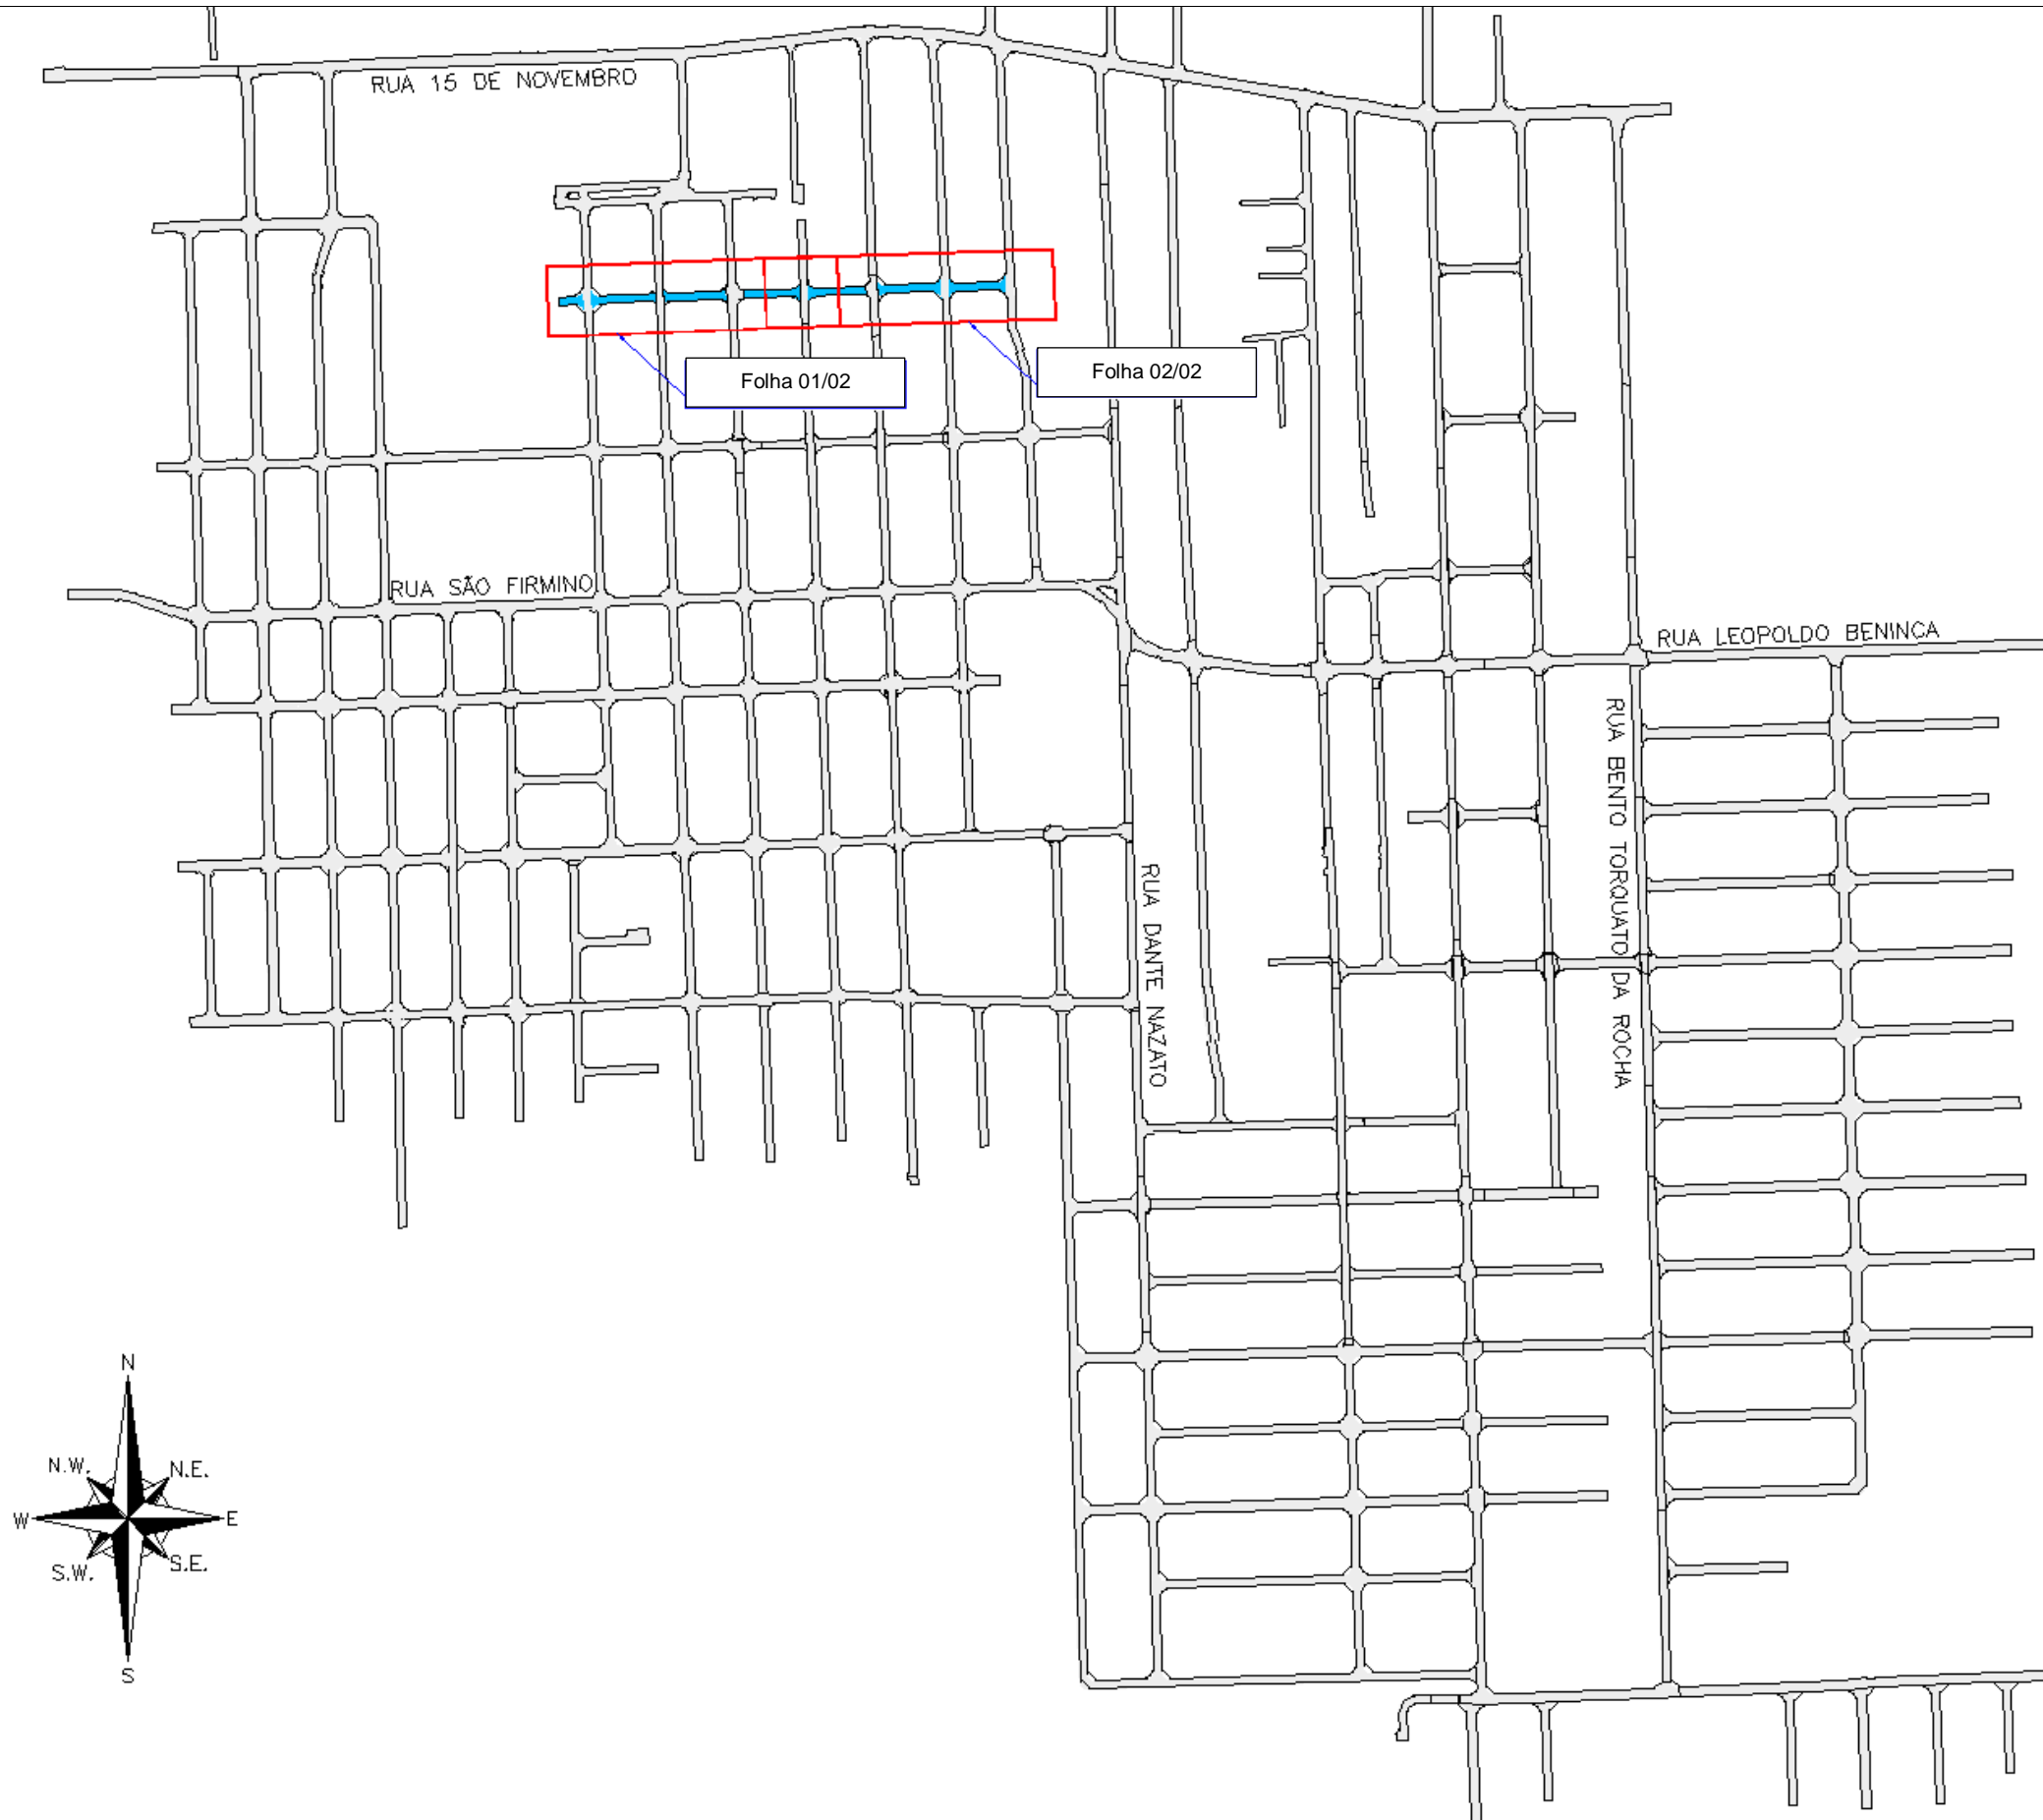 RUA 15 DE NOVEMBRO
Folha 01/02
Folha 02/02
RUA SÃO FIRMINO
RUA LEOPOLDO BENINCA
RUA BENTO TORQUATO DA ROCHA
RUA DANTE NAZATO
N
N.W.
N.E.
W
E
S.W.
S.E.
S